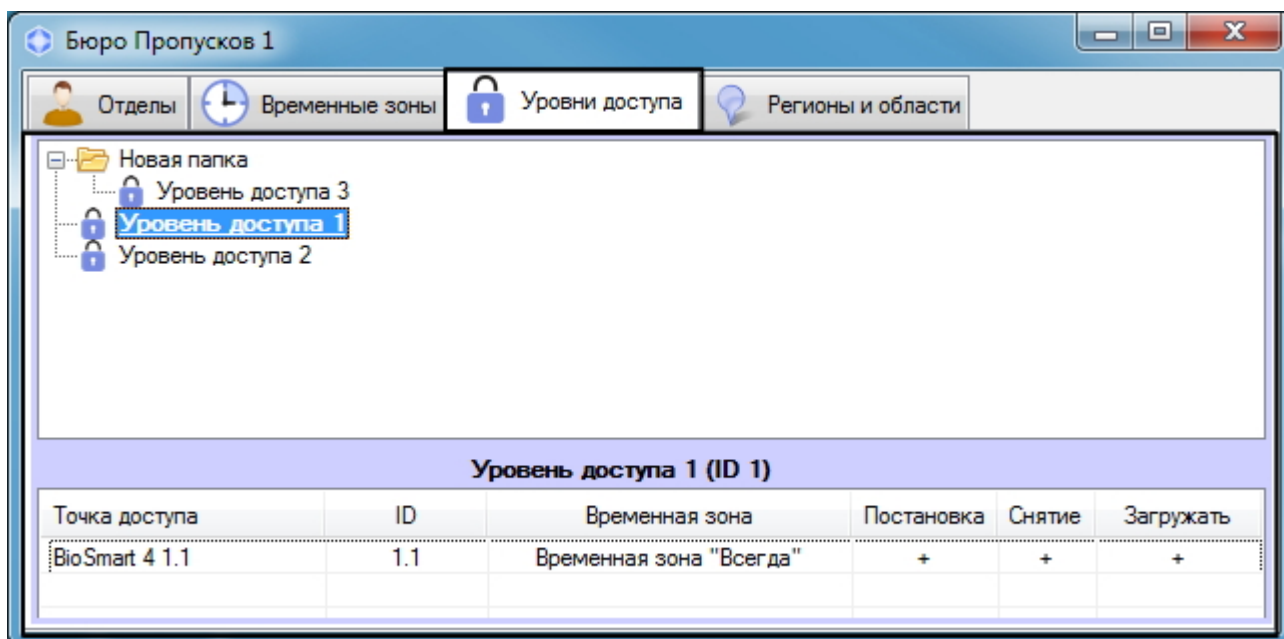 Бюро Пропусков 1
Отделы Временные зоны Уровни доступа Регионы и области
Новая папка
Уровень доступа 3
Уровень доступа 1
Уровень доступа 2
Уровень доступа 1 (ID 1)
Точка доступа ID Временная зона Постановка Снятие Загружать
BioSmart 4 1.1 1.1 Временная зона "Всегда" + + +